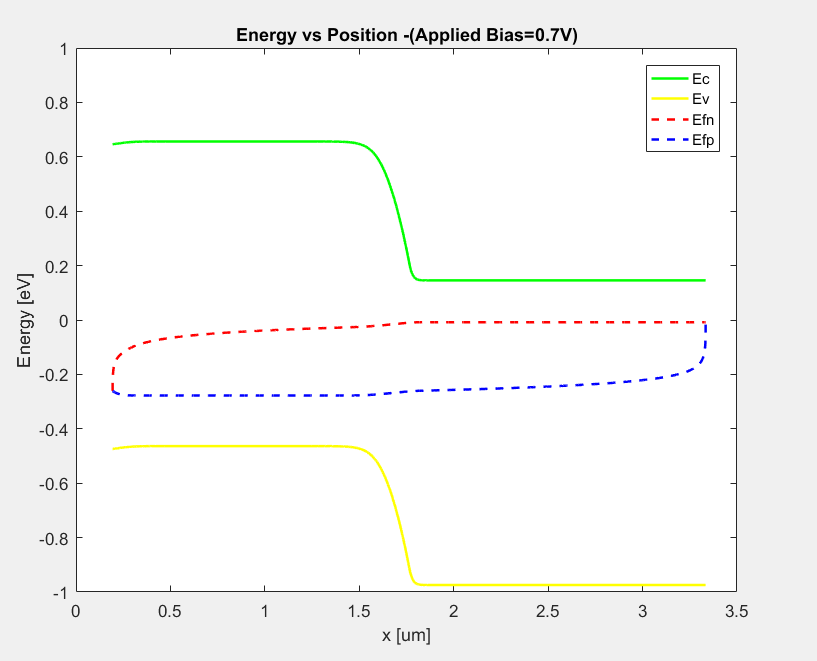 Energy vs Position -(Applied Bias=0.7V)
1
0.8
0.6
0.4
0.2
0
-0.2
-0.4
-0.6
-0.8
-1
Energy [eV]
Ec
Ev
Efn
Efp
0
0.5
1
1.5
2
2.5
3
3.5
x [um]